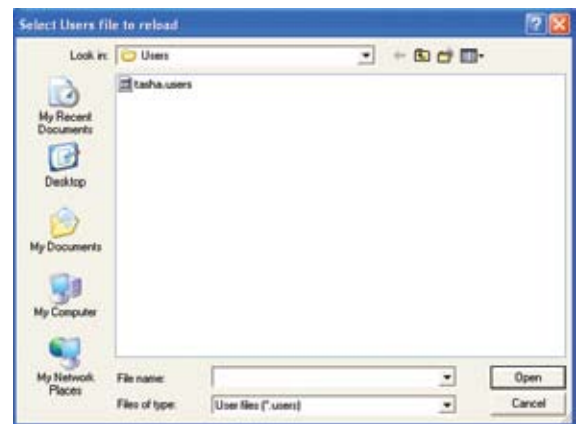 Select Users file to reload
Look in: Users
tasha.users
My Recent
Documents
Desktop
My Documents
My Computer
My Network
Places
File name:
Open
Files of type: User files (*.users)
Cancel